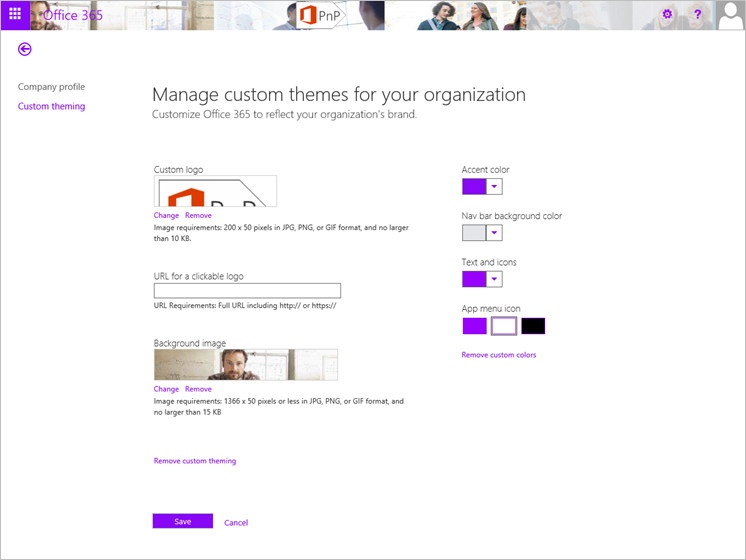 Office 365
PnP
?
Company profile
Custom theming
Manage custom themes for your organization
Customize Office 365 to reflect your organization's brand.
Custom logo
PnP
Change Remove
Image requirements: 200 x 50 pixels in JPG, PNG, or GIF format, and no larger
than 10 KB.
URL for a clickable logo
URL Requirements: Full URL including http:// or https://
Background image
Change Remove
Image requirements: 1366 x 50 pixels or less in JPG, PNG, or GIF format, and
no larger than 15 KB
Remove custom theming
Save Cancel
Accent color
Nav bar background color
Text and icons
App menu icon
Remove custom colors